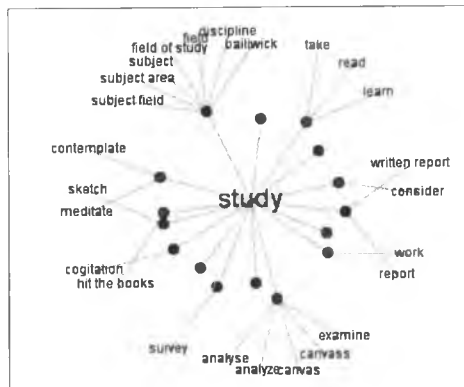 discipline
field
bailiwick
field of study
take
subject
read
subject area
learn
subject field
contemplate
written report
sketch
consider
study
meditate
cogitation
work
hit the books
report
survey
examine
analyse
canvass
analyze
canvas